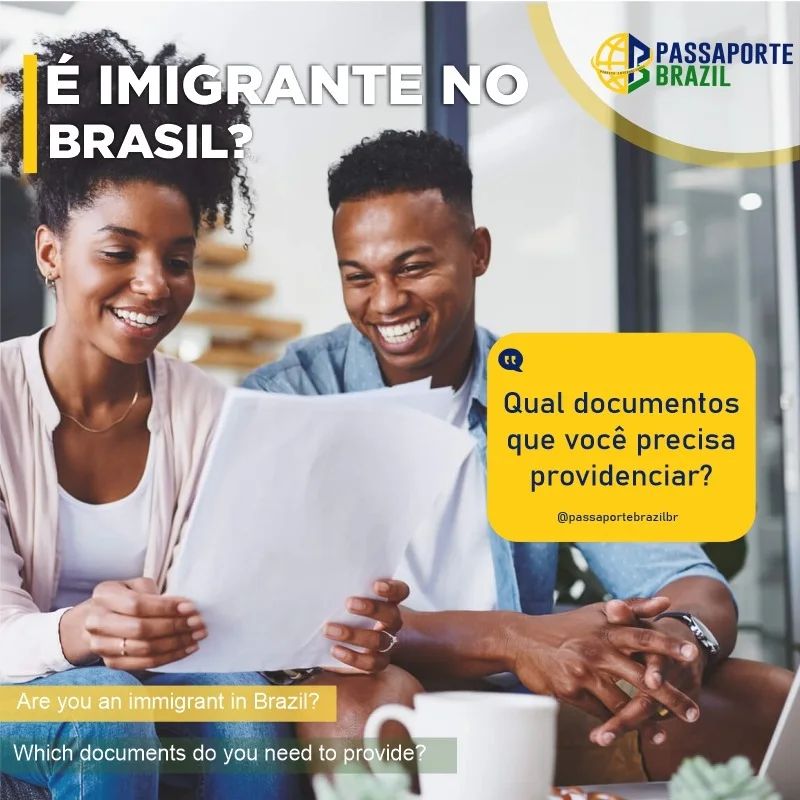 É IMIGRANTE NO
BRASIL?
PASSAPORTE
BRAZIL
Qual documentos
que você precisa
providenciar?
@passaportebrazilbr
Are you an immigrant in Brazil?
Which documents do you need to provide?